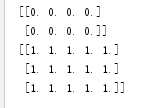 [[0. 0. 0. 0.]
 [0. 0. 0. 0.]]
[[1. 1. 1. 1. 1.]
 [1. 1. 1. 1. 1.]
 [1. 1. 1. 1. 1.]]